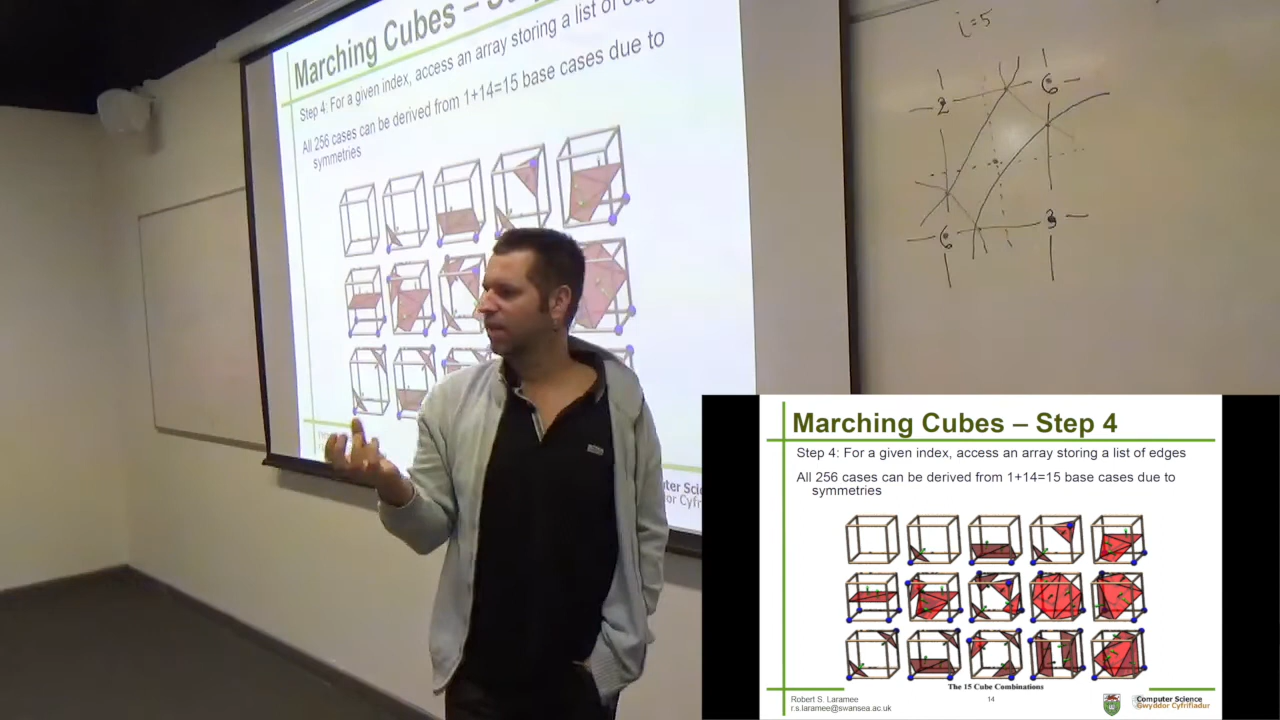 Marching Cubes – S
Step 4: For a given index, access an array storing a list of edges
All 256 cases can be derived from 1+14=15 base cases due to
symmetries
i=5
2
6
6
3
Marching Cubes – Step 4
Step 4: For a given index, access an array storing a list of edges
All 256 cases can be derived from 1+14=15 base cases due to
symmetries
The 15 Cube Combinations
Robert S. Laramee
r.s.laramee@swansea.ac.uk
14
Computer Science
Gwyddor Cyfrifiadur